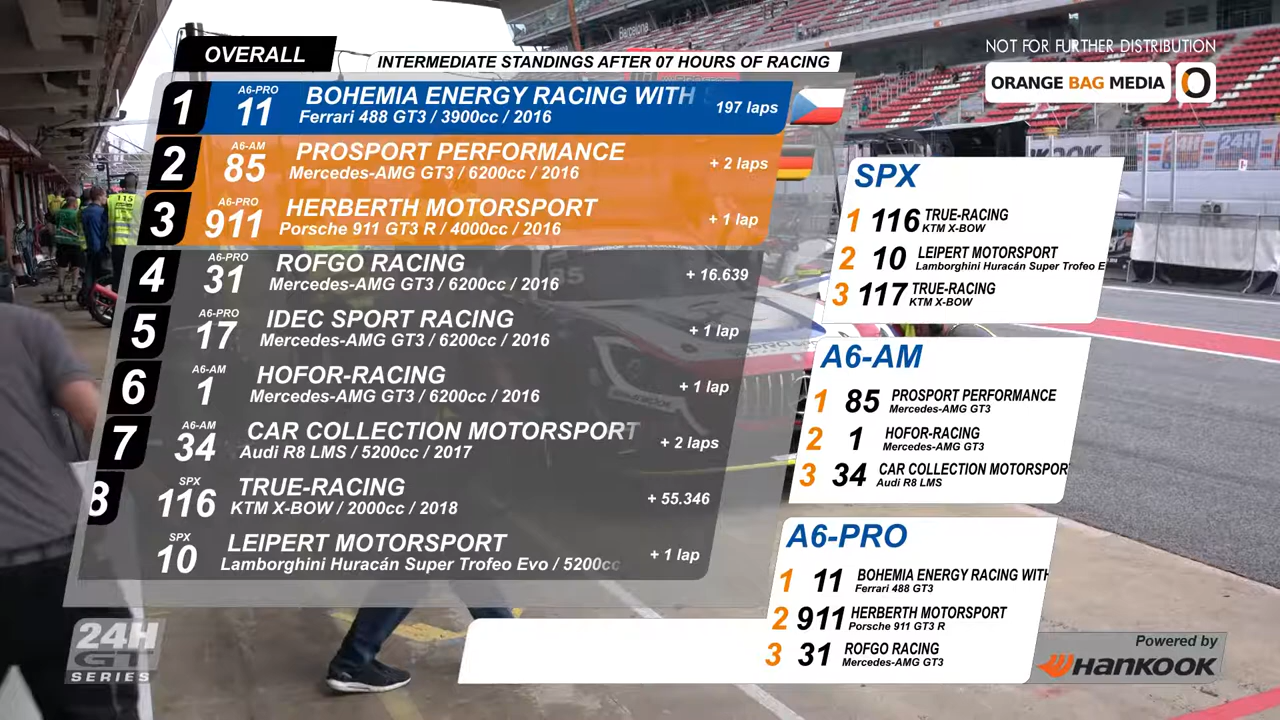 OVERALL
INTERMEDIATE STANDINGS AFTER 07 HOURS OF RACING
1 A6-PRO 11 BOHEMIA ENERGY RACING WITH 197 laps
Ferrari 488 GT3 / 3900cc / 2016
2 A6-AM 85 PROSPORT PERFORMANCE + 2 laps
Mercedes-AMG GT3 / 6200cc / 2016
3 A6-PRO 911 HERBERTH MOTORSPORT + 1 lap
Porsche 911 GT3 R / 4000cc / 2016
4 A6-PRO 31 ROFGO RACING + 16.639
Mercedes-AMG GT3 / 6200cc / 2016
5 A6-PRO 17 IDEC SPORT RACING + 1 lap
Mercedes-AMG GT3 / 6200cc / 2016
6 A6-AM 1 HOFOR-RACING + 1 lap
Mercedes-AMG GT3 / 6200cc / 2016
7 A6-AM 34 CAR COLLECTION MOTORSPORT + 2 laps
Audi R8 LMS / 5200cc / 2017
8 SPX 116 TRUE-RACING + 55.346
KTM X-BOW / 2000cc / 2018
SPX 10 LEIPERT MOTORSPORT + 1 lap
Lamborghini Huracán Super Trofeo Evo / 5200cc
24H
GT
SERIES
NOT FOR FURTHER DISTRIBUTION
ORANGE BAG MEDIA
SPX
1 116 TRUE-RACING
KTM X-BOW
2 10 LEIPERT MOTORSPORT
Lamborghini Huracán Super Trofeo E
3 117 TRUE-RACING
KTM X-BOW
A6-AM
1 85 PROSPORT PERFORMANCE
Mercedes-AMG GT3
2 1 HOFOR-RACING
Mercedes-AMG GT3
3 34 CAR COLLECTION MOTORSPOR
Audi R8 LMS
A6-PRO
1 11 BOHEMIA ENERGY RACING WITH
Ferrari 488 GT3
2 911 HERBERTH MOTORSPORT
Porsche 911 GT3 R
3 31 ROFGO RACING
Mercedes-AMG GT3
Powered by
HANKOOK
Barcelona
115
24H